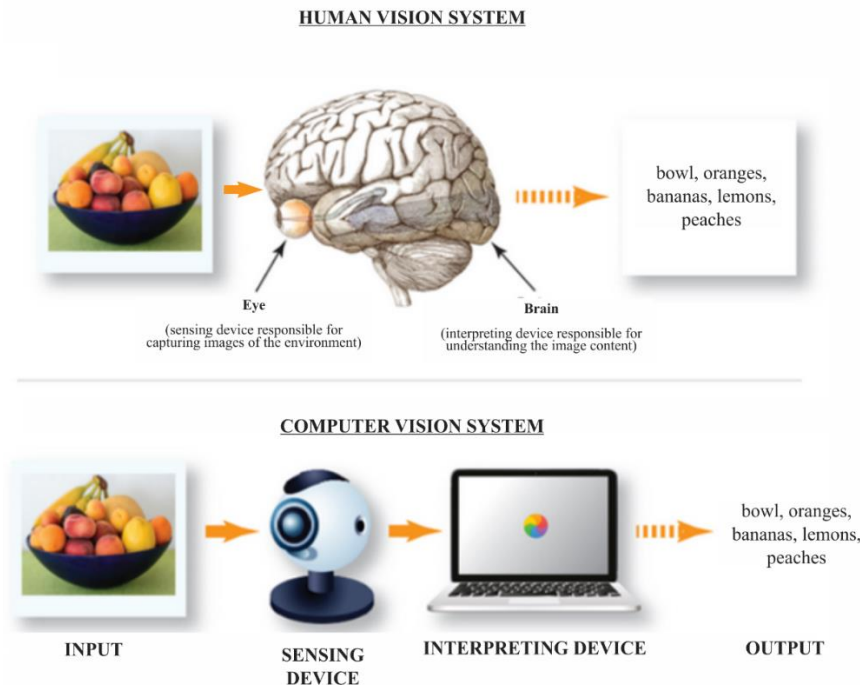 HUMAN VISION SYSTEM
bowl, oranges,
bananas, lemons,
peaches
Eye
(sensing device responsible for
capturing images of the environment)
Brain
(interpreting device responsible for
understanding the image content)
COMPUTER VISION SYSTEM
bowl, oranges,
bananas, lemons,
peaches
INPUT
SENSING
DEVICE
INTERPRETING DEVICE
OUTPUT